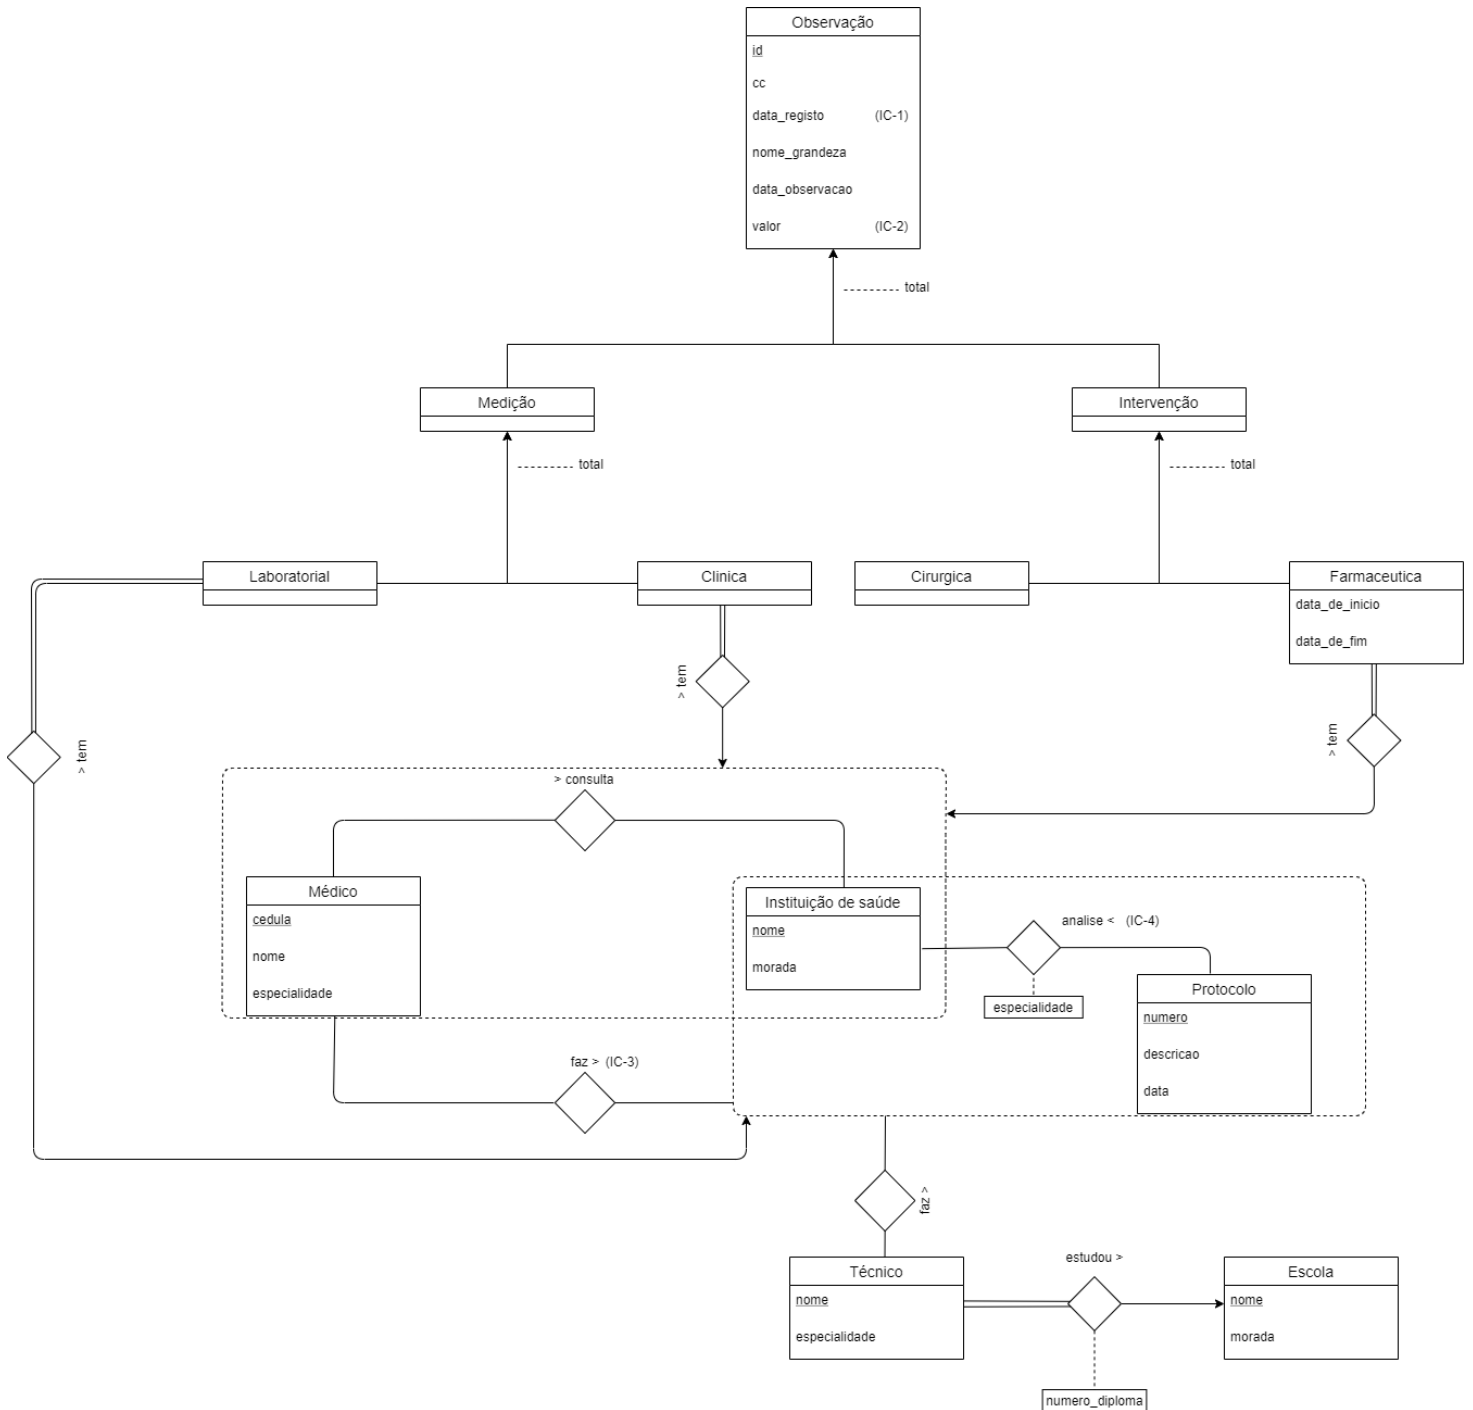 Observação
id
cc
data_registo (IC-1)
nome_grandeza
data_observacao
valor (IC-2)
total
Medição
Intervenção
total
total
Laboratorial
Clinica
Cirurgica
Farmaceutica
data_de_inicio
data_de_fim
> tem
> tem
> tem
> consulta
Médico
cedula
nome
especialidade
Instituição de saúde
nome
morada
analise < (IC-4)
especialidade
Protocolo
numero
descricao
data
faz > (IC-3)
faz >
Técnico
nome
especialidade
estudou >
numero_diploma
Escola
nome
morada